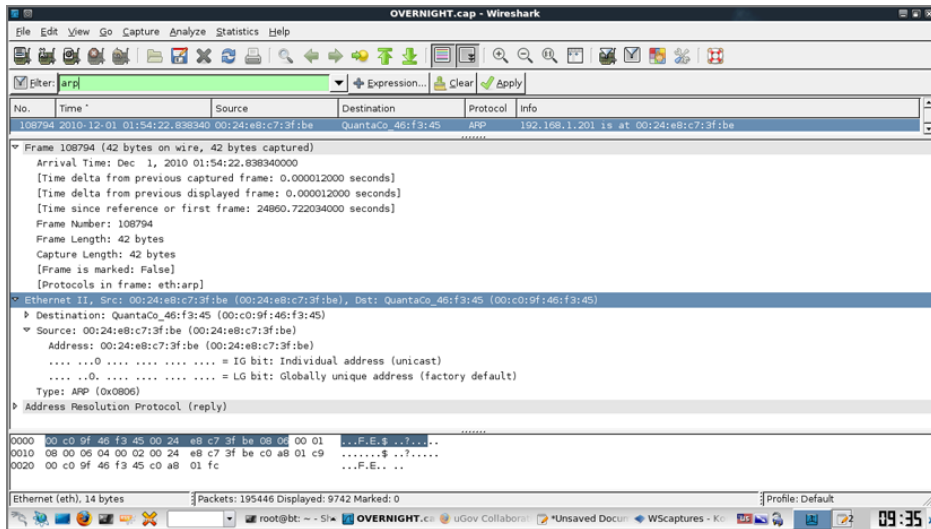 OVERNIGHT.cap - Wireshark
File Edit View Go Capture Analyze Statistics Help
Filter: arp Expression... Clear Apply
No. Time Source Destination Protocol Info
108794 2010-12-01 01:54:22.838340 00:24:e8:c7:3f:be QuantaCo_46:f3:45 ARP 192.168.1.201 is at 00:24:e8:c7:3f:be
Frame 108794 (42 bytes on wire, 42 bytes captured)
Arrival Time: Dec 1, 2010 01:54:22.838340000
[Time delta from previous captured frame: 0.000012000 seconds]
[Time delta from previous displayed frame: 0.000012000 seconds]
[Time since reference or first frame: 24860.722034000 seconds]
Frame Number: 108794
Frame Length: 42 bytes
Capture Length: 42 bytes
[Frame is marked: False]
[Protocols in frame: eth:arp]
Ethernet II, Src: 00:24:e8:c7:3f:be (00:24:e8:c7:3f:be), Dst: QuantaCo_46:f3:45 (00:c0:9f:46:f3:45)
Destination: QuantaCo_46:f3:45 (00:c0:9f:46:f3:45)
Source: 00:24:e8:c7:3f:be (00:24:e8:c7:3f:be)
Address: 00:24:e8:c7:3f:be (00:24:e8:c7:3f:be)
.... ...0 .... .... .... .... = IG bit: Individual address (unicast)
.... ..0. .... .... .... .... = LG bit: Globally unique address (factory default)
Type: ARP (0x0806)
Address Resolution Protocol (reply)
0000 00 c0 9f 46 f3 45 00 24 e8 c7 3f be 08 06 00 01 ...F.E.$ ..?.....
0010 08 00 06 04 00 02 00 24 e8 c7 3f be c0 a8 01 c9 .......$ ..?.....
0020 00 c0 9f 46 f3 45 c0 a8 01 fc ...F.E.. ..
Ethernet (eth), 14 bytes Packets: 195446 Displayed: 9742 Marked: 0 Profile: Default
root@bt: ~ - She OVERNIGHT.ca uGov Collaborat *Unsaved Docum WScaptures - Ko US 2 09:35